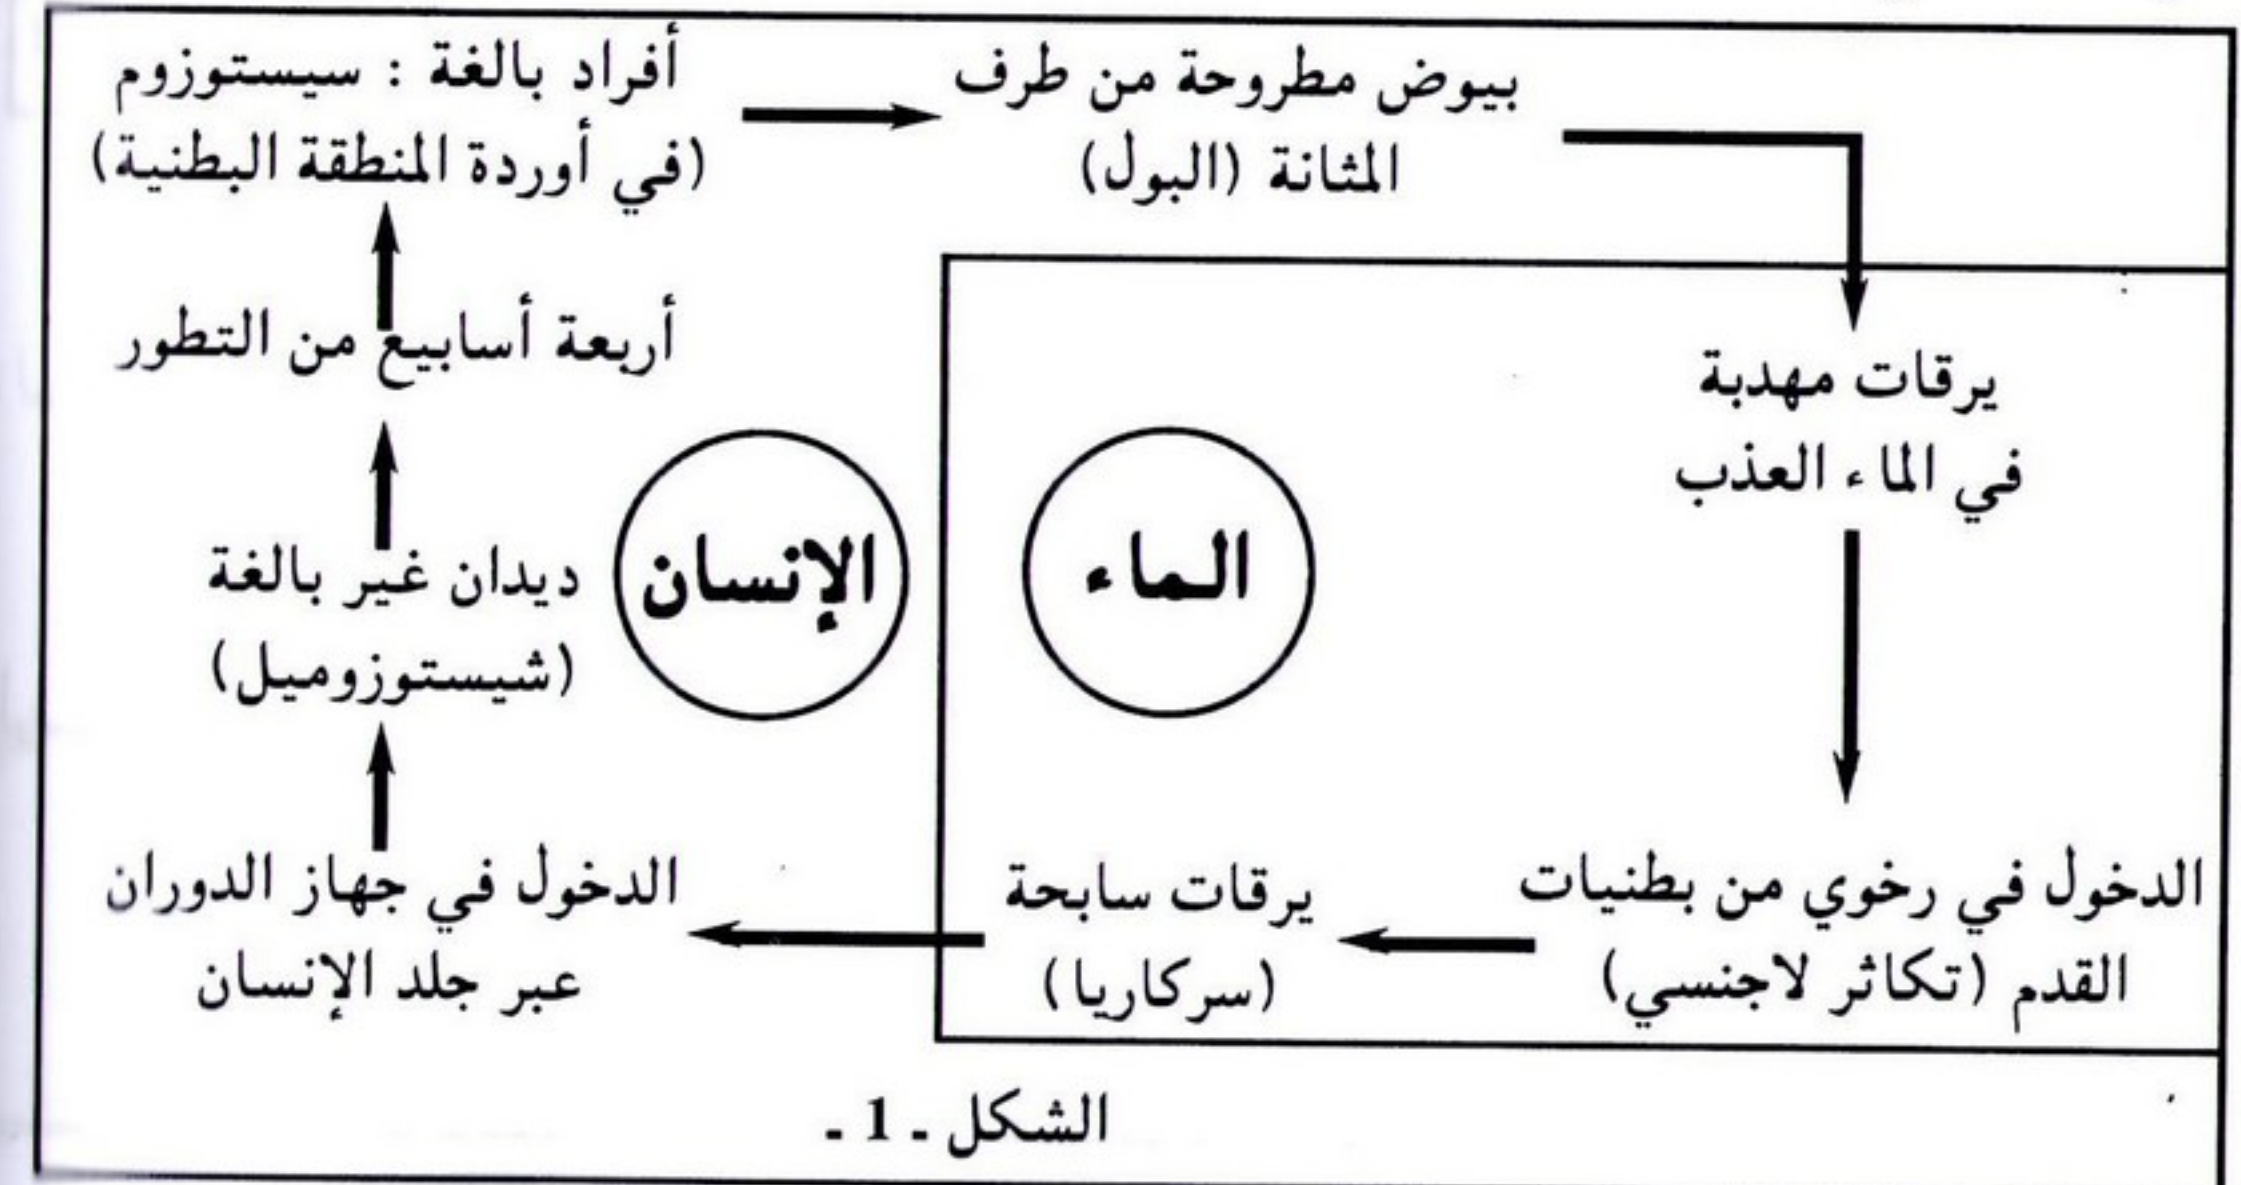 أفراد بالغة : سيستوزوم
(في أوردة المنطقة البطنية)
بيوض مطروحة من طرف
المثانة (البول)
يرقات مهدبة
في الماء العذب
الدخول في رخوي من بطنيات
القدم (تكاثر لاجنسي)
يرقات سابحة
(سركاريا)
الدخول في جهاز الدوران
عبر جلد الإنسان
ديدان غير بالغة
(شيستوزوميل)
أربعة أسابيع من التطور
الإنسان
الماء
الشكل ـ 1 ـ